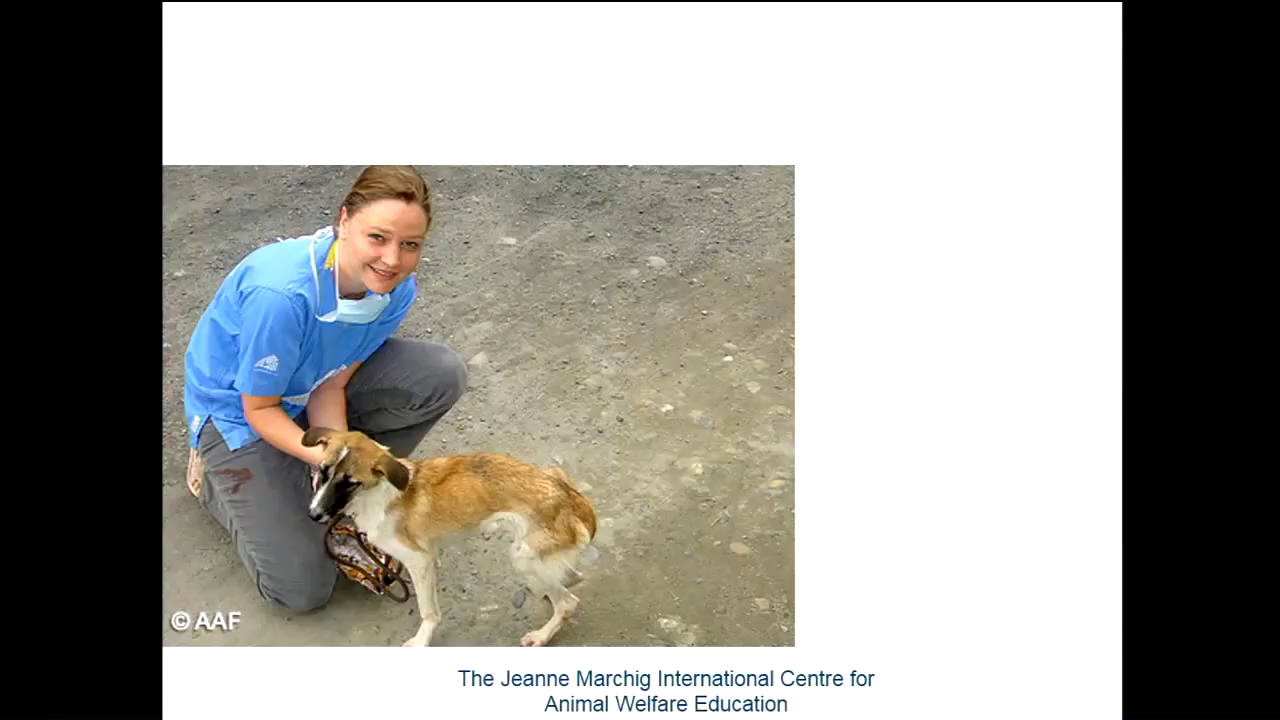 © AAF
The Jeanne Marchig International Centre for
Animal Welfare Education